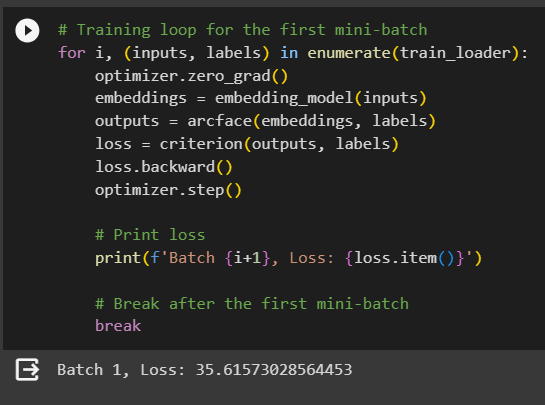 # Training loop for the first mini-batch
for i, (inputs, labels) in enumerate(train_loader):
    optimizer.zero_grad()
    embeddings = embedding_model(inputs)
    outputs = arcface(embeddings, labels)
    loss = criterion(outputs, labels)
    loss.backward()
    optimizer.step()

    # Print loss
    print(f'Batch {i+1}, Loss: {loss.item()}')

    # Break after the first mini-batch
    break
Batch 1, Loss: 35.61573028564453